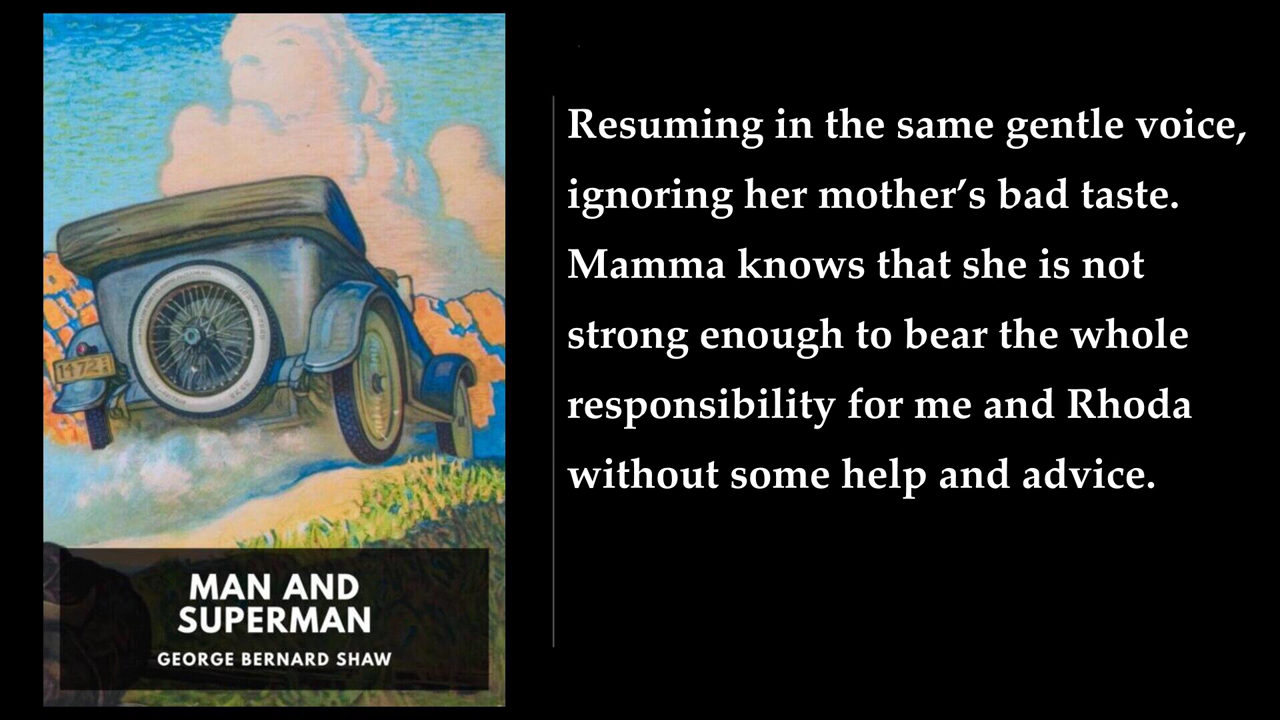 1472
MAN AND
SUPERMAN
GEORGE BERNARD SHAW
Resuming in the same gentle voice,
ignoring her mother’s bad taste.
Mamma knows that she is not
strong enough to bear the whole
responsibility for me and Rhoda
without some help and advice.